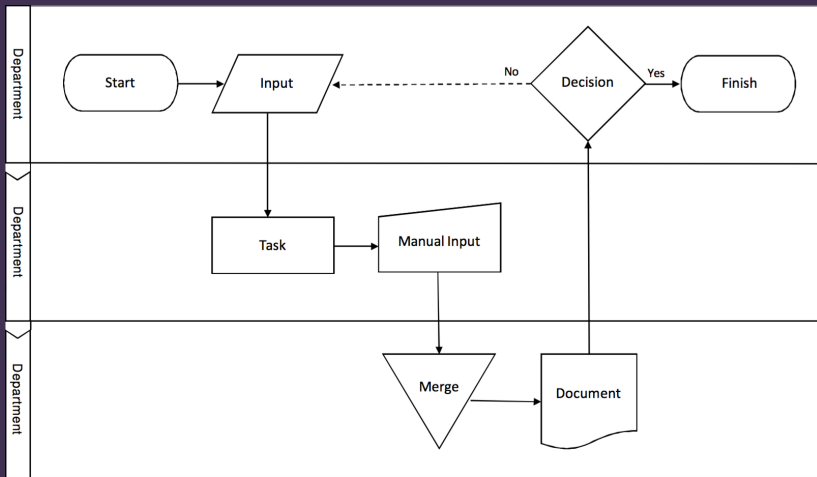 Department
Start
Input
No
Decision
Yes
Finish
Department
Task
Manual Input
Department
Merge
Document